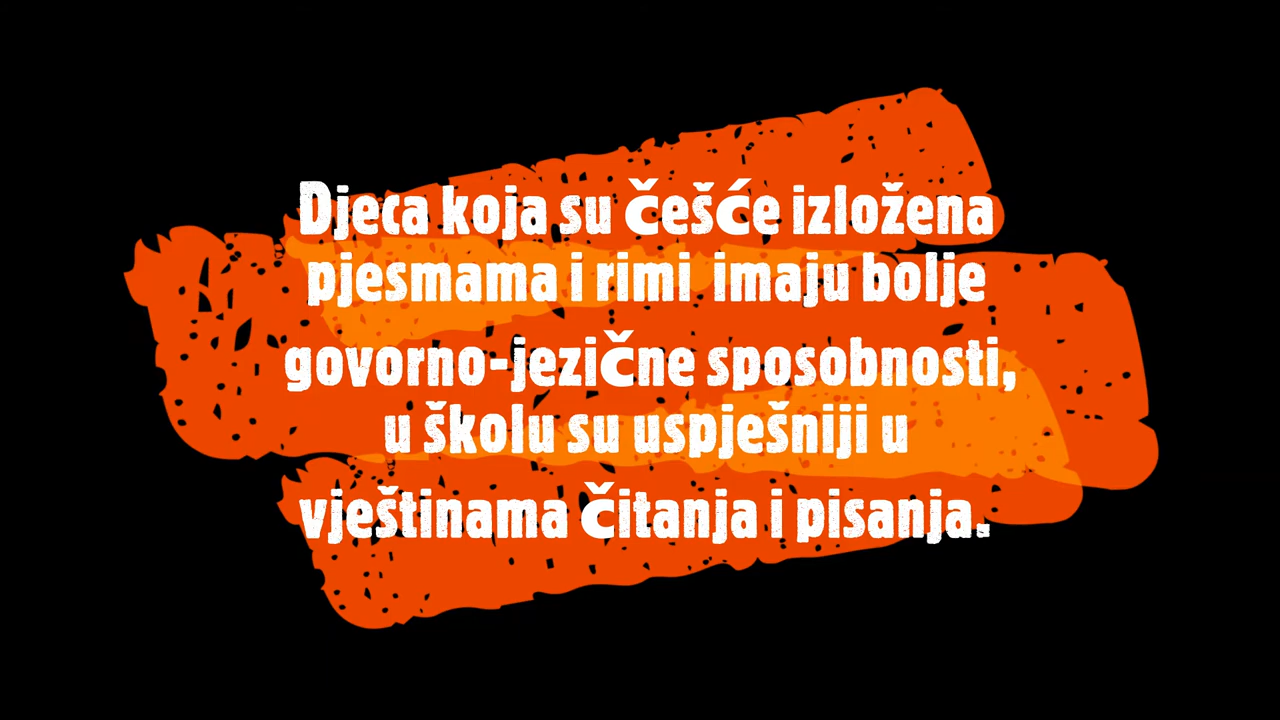 Djeca koja su češće izložena
pjesmama i rimi imaju bolje
govorno-jezične sposobnosti,
u školu su uspješniji u
vještinama čitanja i pisanja.